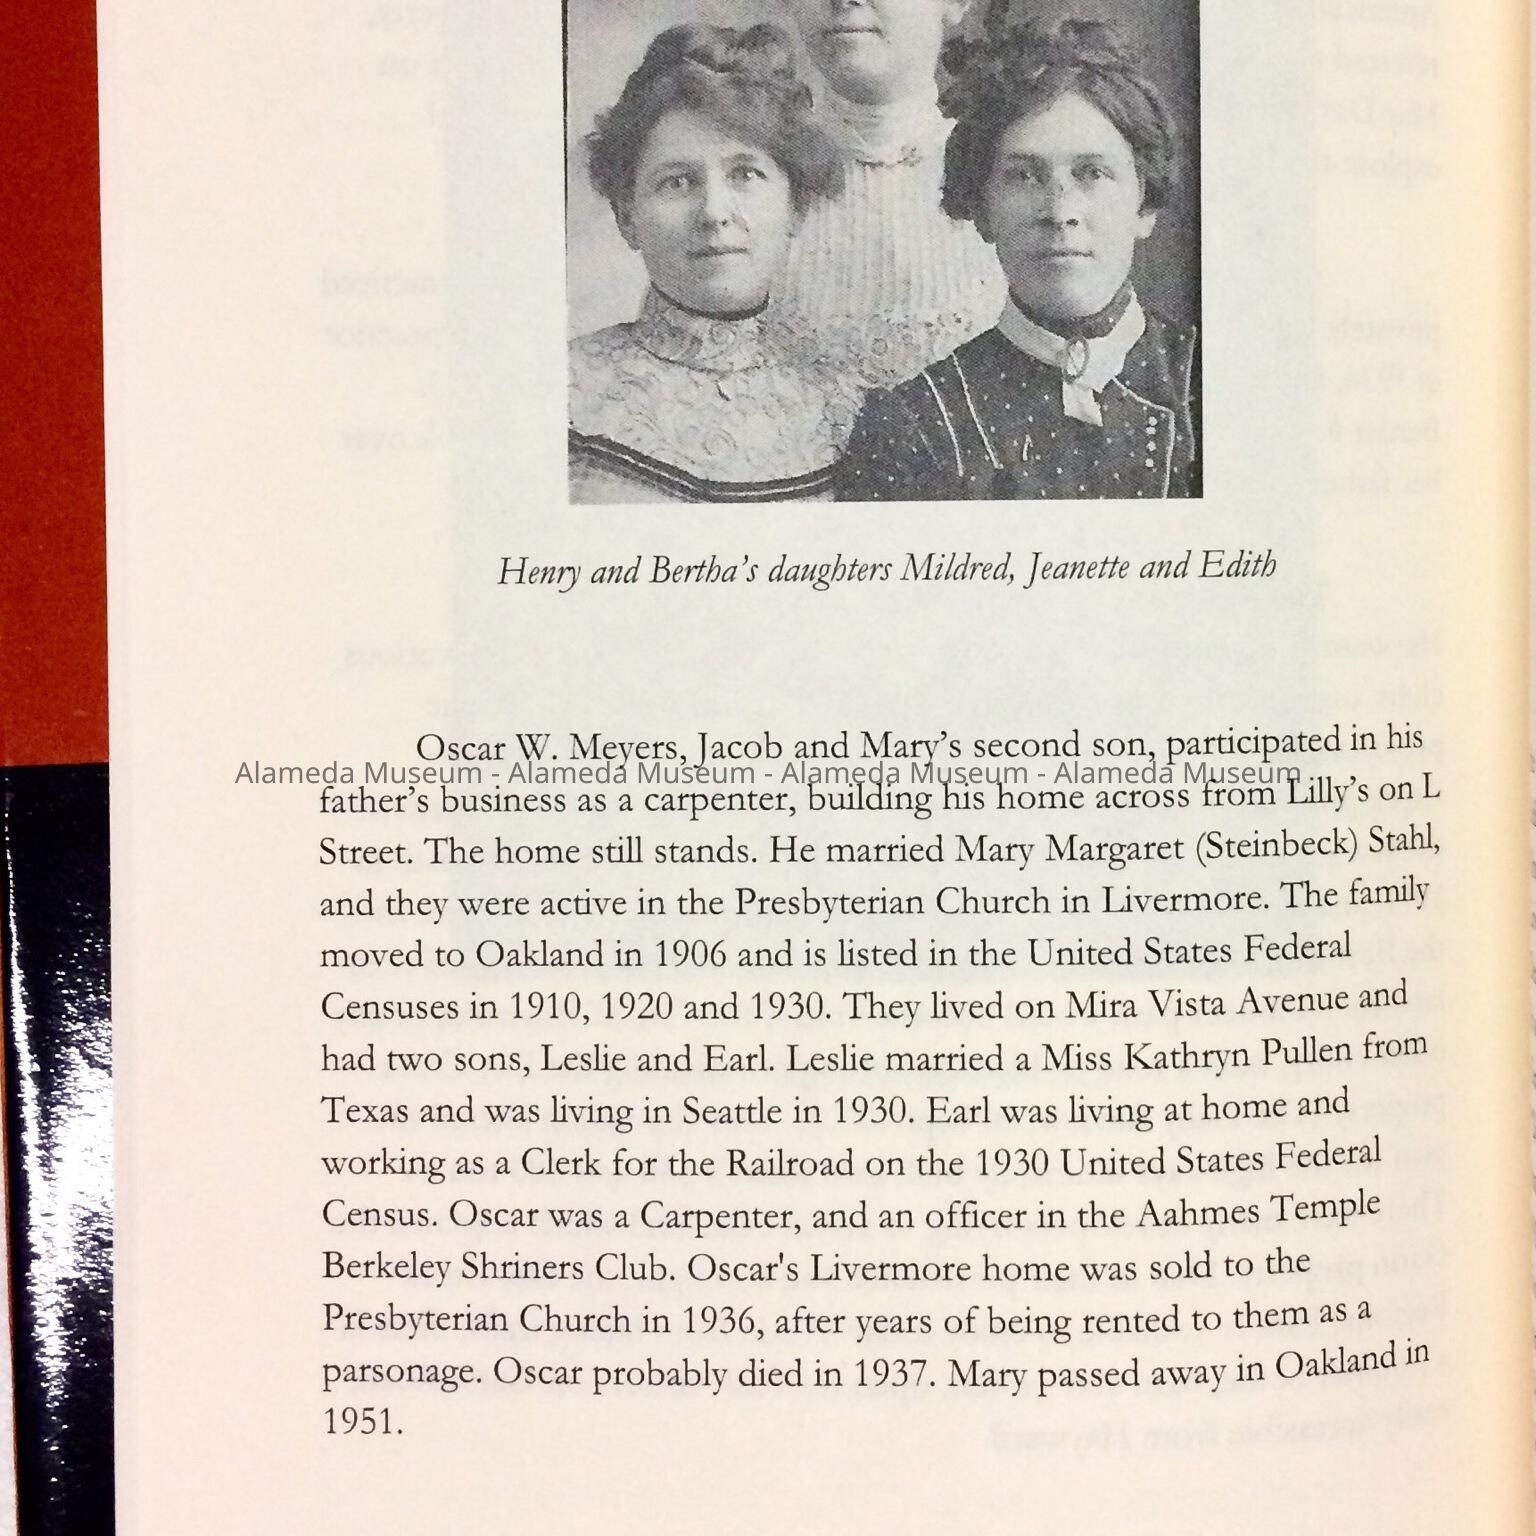 Henry and Bertha's daughters Mildred, Jeanette and Edith
Oscar W. Meyers, Jacob and Mary's second son, participated in his
Alameda Museum - Alameda Museum - Alameda Museum - Alameda Museum
father's business as a carpenter, building his home across from Lilly's on L
Street. The home still stands. He married Mary Margaret (Steinbeck) Stahl,
and they were active in the Presbyterian Church in Livermore. The family
moved to Oakland in 1906 and is listed in the United States Federal
Censuses in 1910, 1920 and 1930. They lived on Mira Vista Avenue and
had two sons, Leslie and Earl. Leslie married a Miss Kathryn Pullen from
Texas and was living in Seattle in 1930. Earl was living at home and
working as a Clerk for the Railroad on the 1930 United States Federal
Census. Oscar was a Carpenter, and an officer in the Aahmes Temple
Berkeley Shriners Club. Oscar's Livermore home was sold to the
Presbyterian Church in 1936, after years of being rented to them as a
parsonage. Oscar probably died in 1937. Mary passed away in Oakland in
1951.